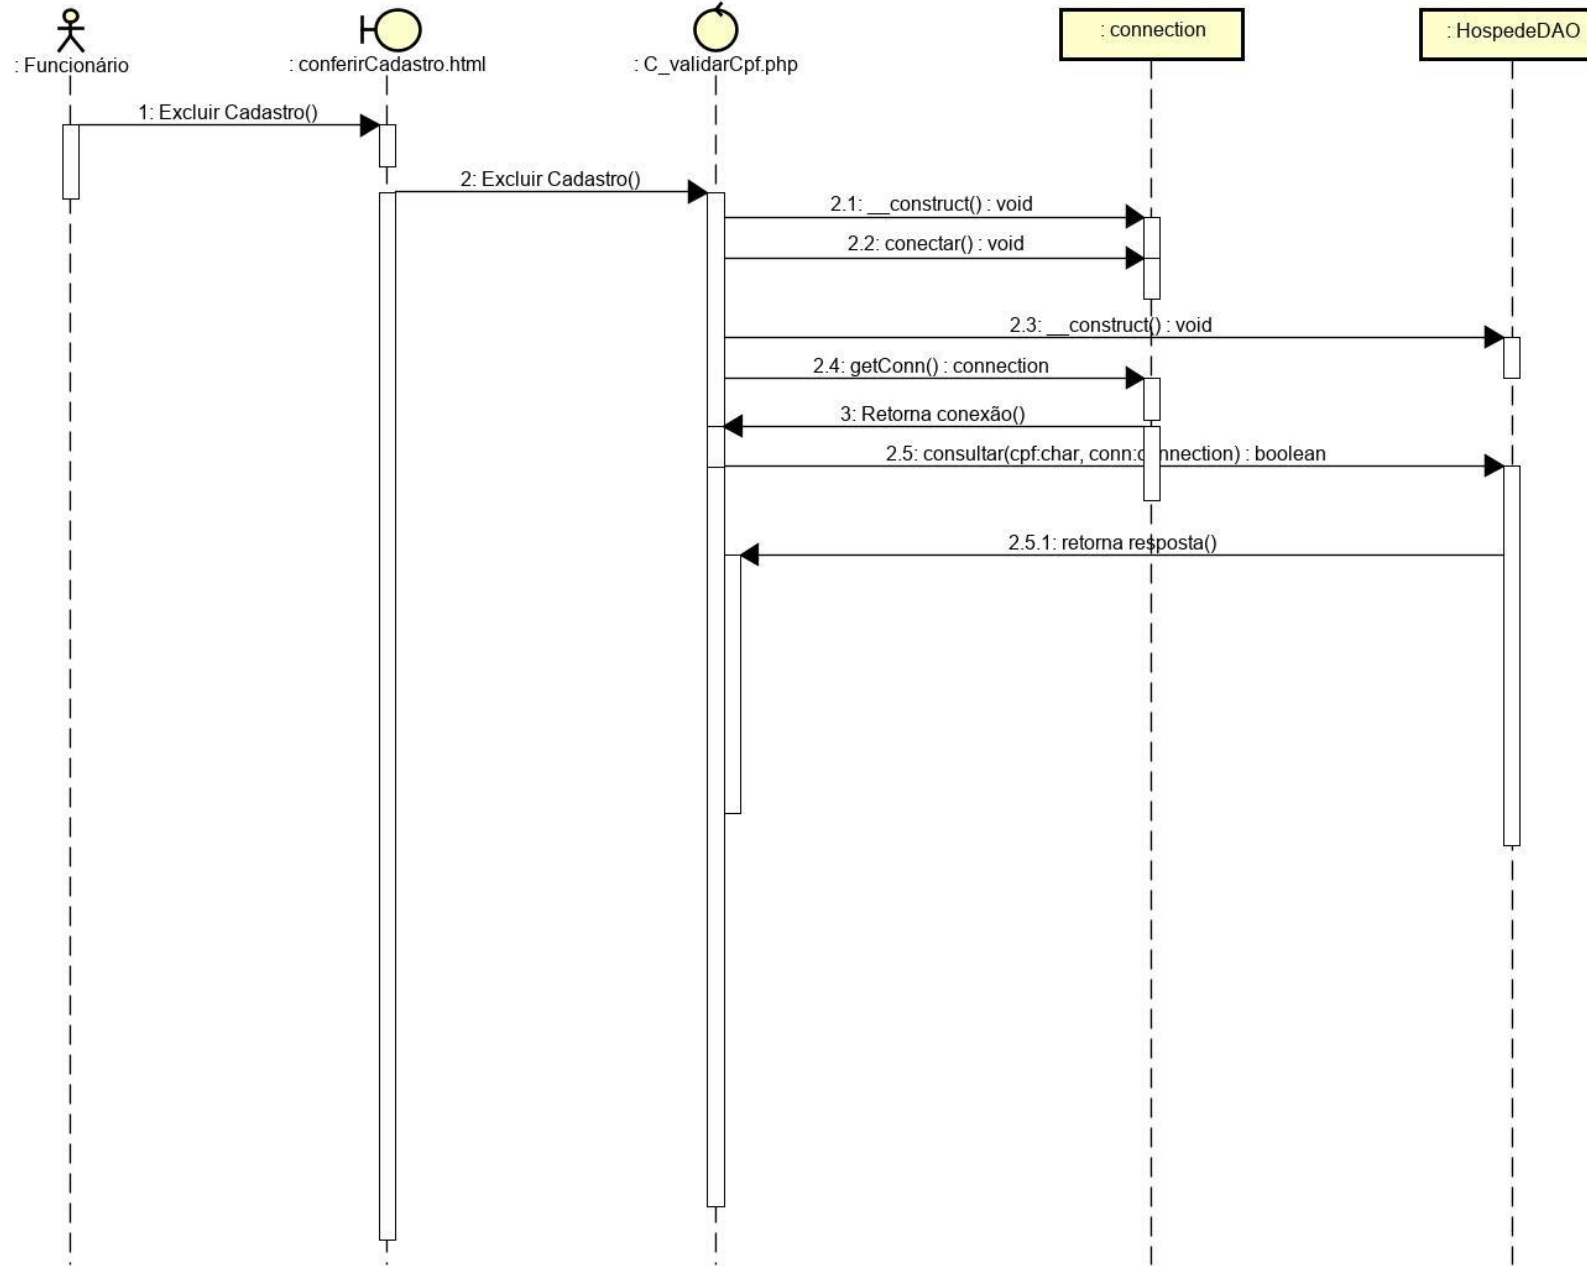 : Funcionário
: conferirCadastro.html
: C_validarCpf.php
: connection
: HospedeDAO
1: Excluir Cadastro()
2: Excluir Cadastro()
2.1: __construct() : void
2.2: conectar() : void
2.3: __construct() : void
2.4: getConn() : connection
3: Retorna conexão()
2.5: consultar(cpf:char, conn:connection) : boolean
2.5.1: retorna resposta()